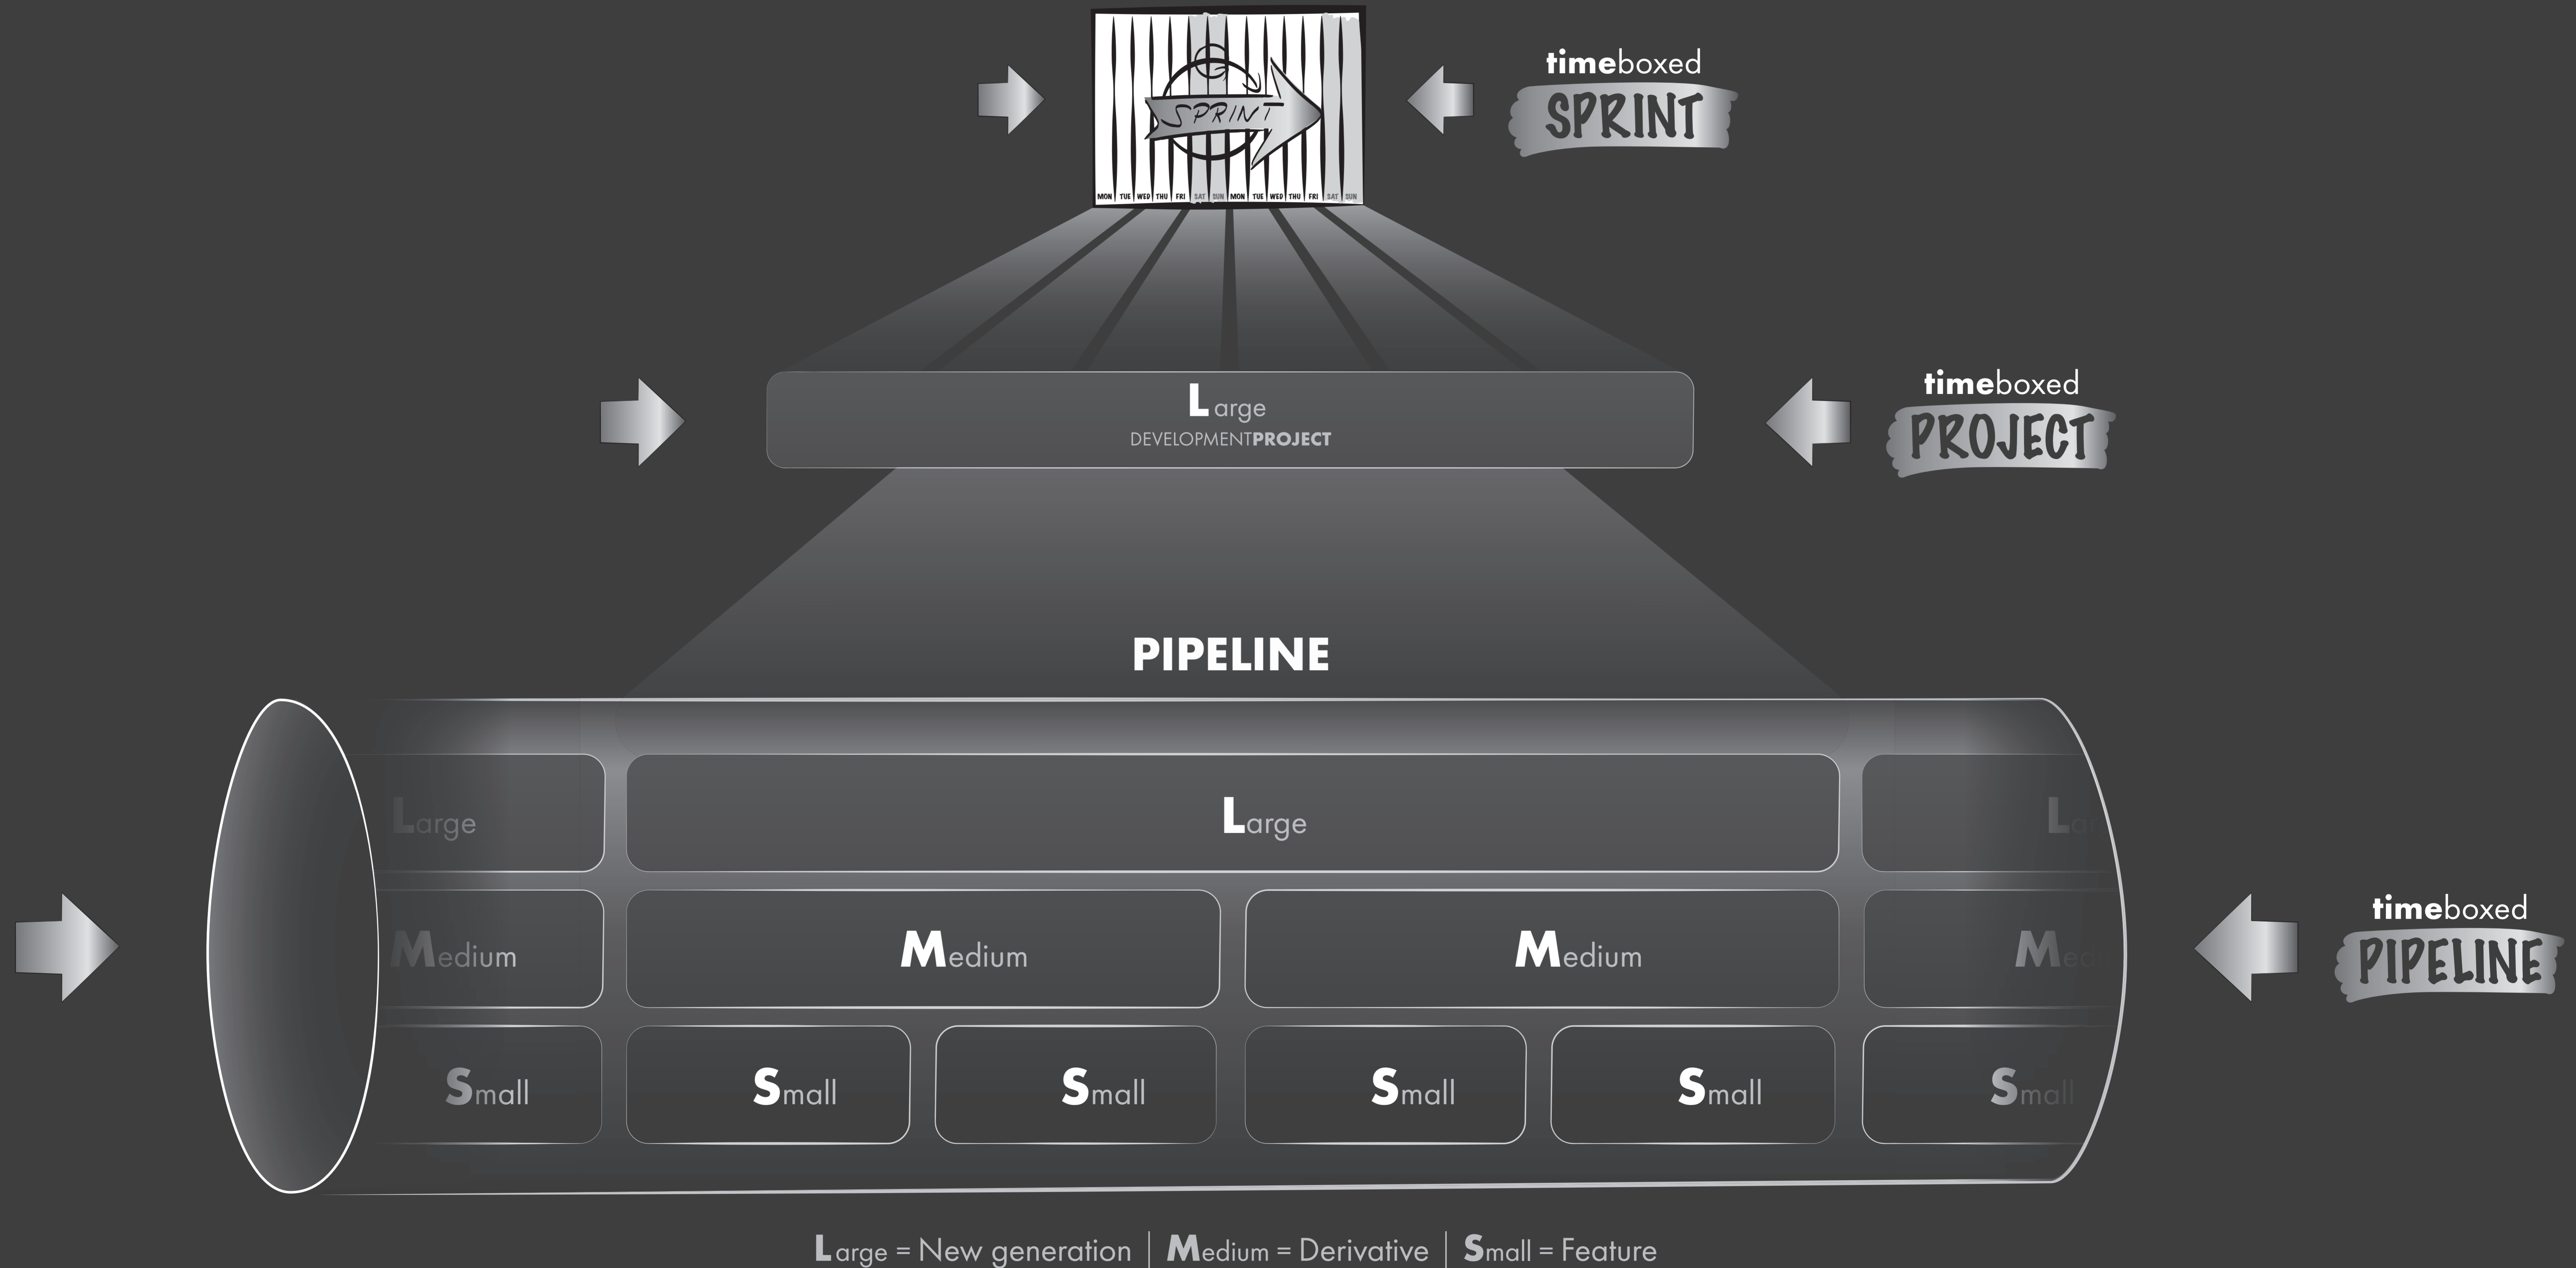 timeboxed
SPRINT
SPRINT
MON TUE WED THU FRI SAT SUN MON TUE WED THU FRI SAT SUN
timeboxed
PROJECT
Large
DEVELOPMENTPROJECT
PIPELINE
Large Large
timeboxed
PIPELINE
Medium Medium Medium
Small Small Small Small Small Small
Large = New generation | Medium = Derivative | Small = Feature